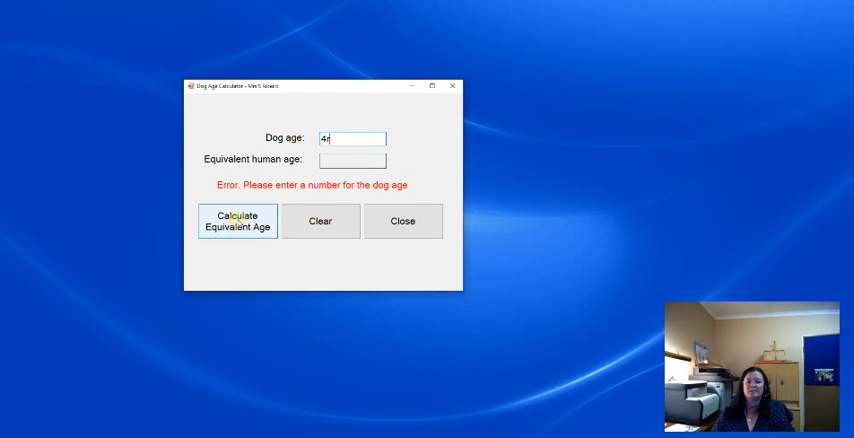 Dog Age Calculator - Mrs S Ribeiro
Dog age:
4r
Equivalent human age:
Error. Please enter a number for the dog age
Calculate
Equivalent Age
Clear
Close